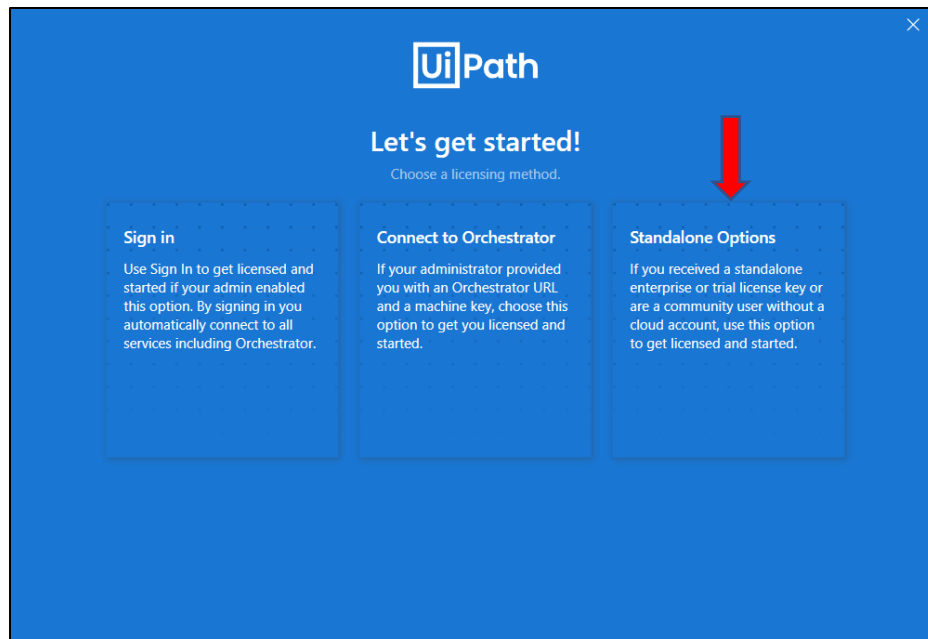 UiPath
Let's get started!
Choose a licensing method.
Sign in
Use Sign In to get licensed and
started if your admin enabled
this option. By signing in you
automatically connect to all
services including Orchestrator.
Connect to Orchestrator
If your administrator provided
you with an Orchestrator URL
and a machine key, choose this
option to get you licensed and
started.
Standalone Options
If you received a standalone
enterprise or trial license key or
are a community user without a
cloud account, use this option
to get licensed and started.